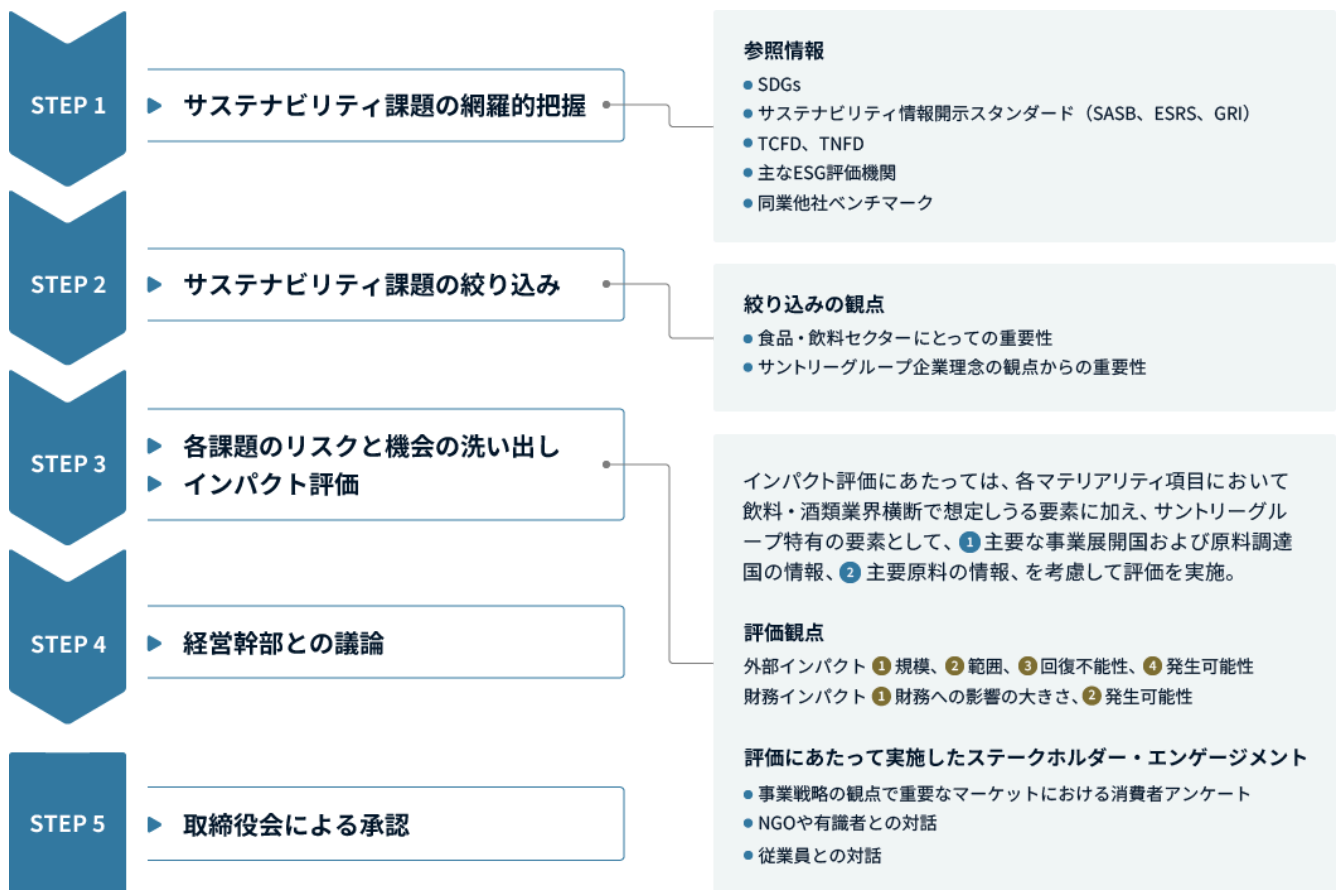 STEP 1
サステナビリティ課題の網羅的把握
参照情報
SDGs
サステナビリティ情報開示スタンダード（SASB、ESRS、GRI）
TCFD、TNFD
主なESG評価機関
同業他社ベンチマーク
STEP 2
サステナビリティ課題の絞り込み
絞り込みの観点
食品・飲料セクターにとっての重要性
サントリーグループ企業理念の観点からの重要性
STEP 3
各課題のリスクと機会の洗い出し
インパクト評価
インパクト評価にあたっては、各マテリアリティ項目において
飲料・酒類業界横断で想定しうる要素に加え、サントリーグル
ープ特有の要素として、1 主要な事業展開国および原料調達
国の情報、2 主要原料の情報、を考慮して評価を実施。
評価観点
外部インパクト 1 規模、2 範囲、3 回復不能性、4 発生可能性
財務インパクト 1 財務への影響の大きさ、2 発生可能性
評価にあたって実施したステークホルダー・エンゲージメント
事業戦略の観点で重要なマーケットにおける消費者アンケート
NGOや有識者との対話
従業員との対話
STEP 4
経営幹部との議論
STEP 5
取締役会による承認